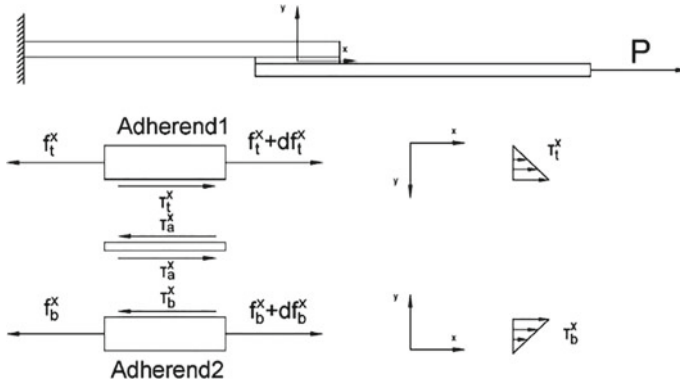 y
x
P
Adherend1
f_t^x
f_t^x+df_t^x
τ_t^x
τ_a^x
τ_a^x
τ_b^x
f_b^x
f_b^x+df_b^x
Adherend2
x
y
τ_t^x
y
x
τ_b^x